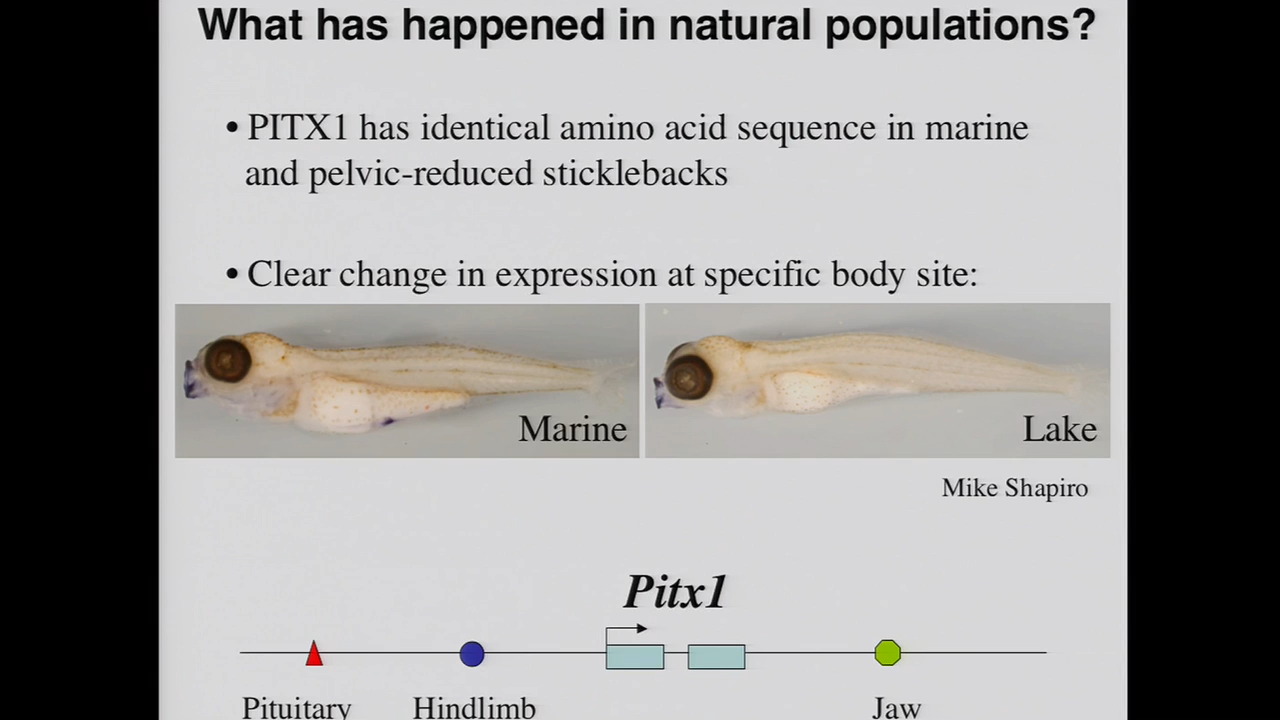 What has happened in natural populations?
• PITX1 has identical amino acid sequence in marine
and pelvic-reduced sticklebacks
• Clear change in expression at specific body site:
Marine
Lake
Mike Shapiro
Pitx1
Pituitary Hindlimb Jaw